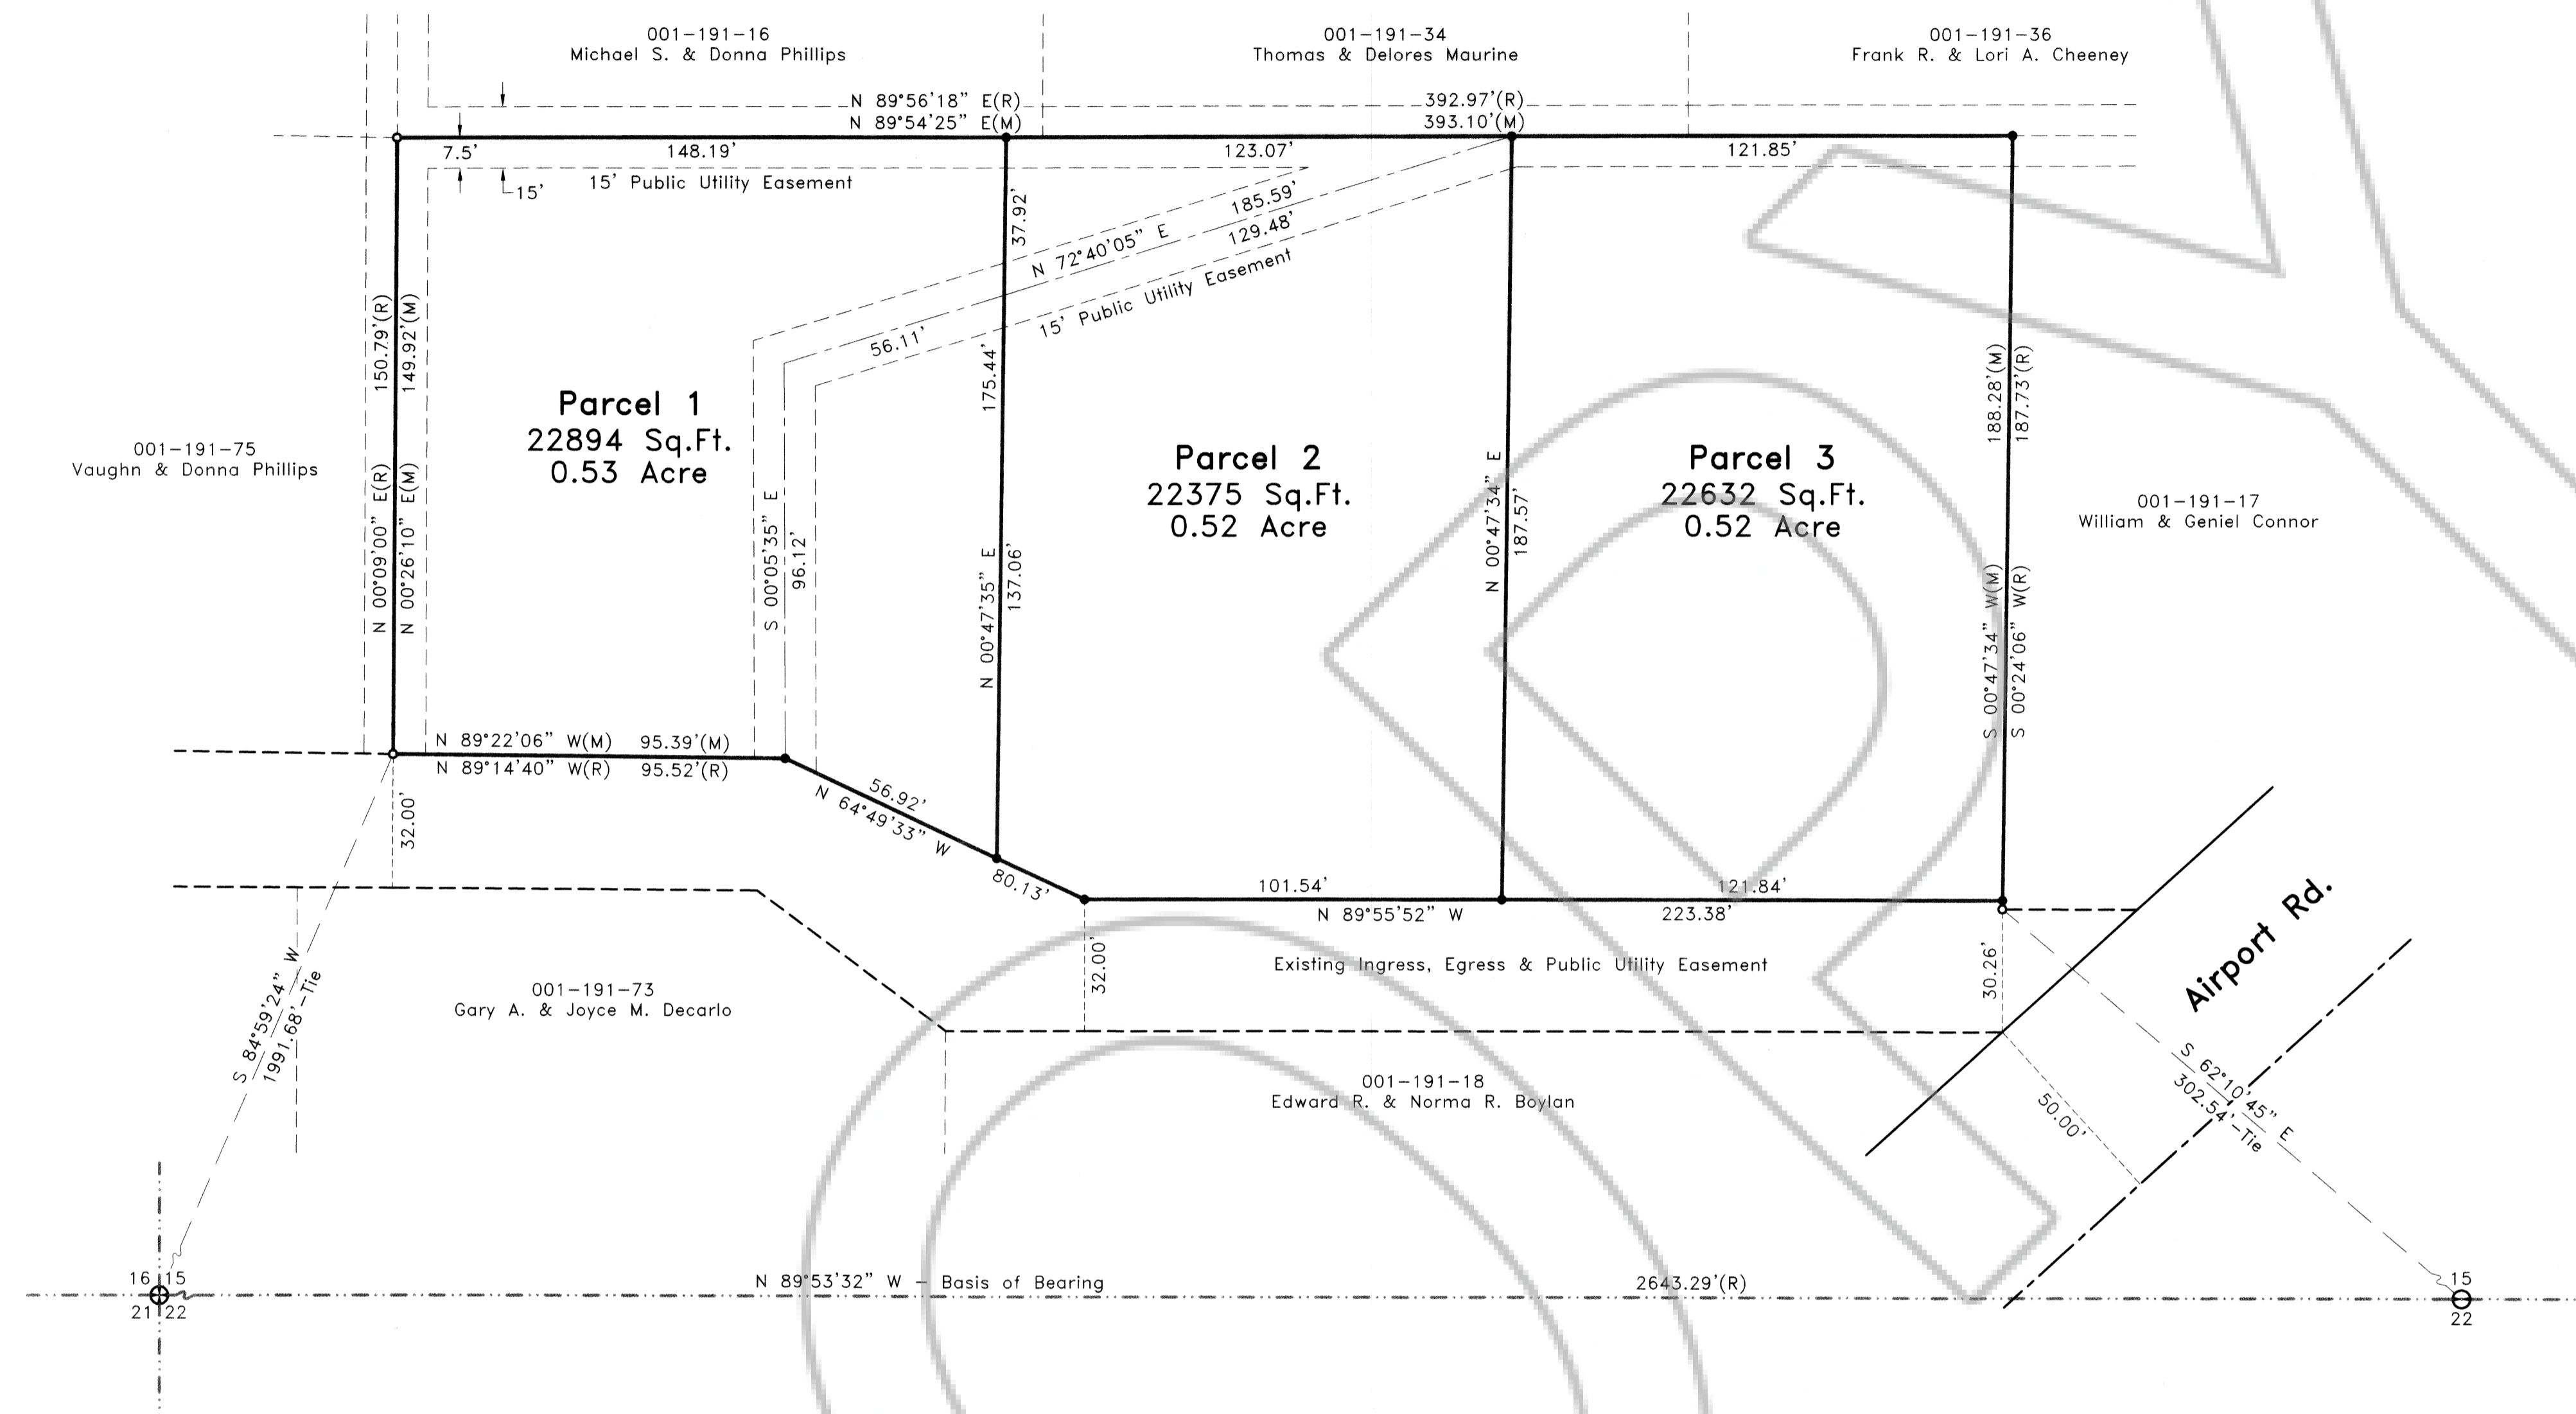 001-191-16
Michael S. & Donna Phillips
001-191-34
Thomas & Delores Maurine
001-191-36
Frank R. & Lori A. Cheeney
N 89°56'18" E(R)
392.97'(R)
N 89°54'25" E(M)
393.10'(M)
7.5'
148.19'
123.07'
121.85'
15'
15' Public Utility Easement
37.92'
185.59'
N 72°40'05" E
129.48'
15' Public Utility Easement
56.11'
150.79'(R)
149.92'(M)
N 00°09'00" E(R)
N 00°26'10" E(M)
175.44'
188.28'(M)
187.73'(R)
Parcel 1
22894 Sq.Ft.
0.53 Acre
001-191-75
Vaughn & Donna Phillips
Parcel 2
22375 Sq.Ft.
0.52 Acre
Parcel 3
22632 Sq.Ft.
0.52 Acre
001-191-17
William & Geniel Connor
S 00°05'35" E
96.12'
N 00°47'35" E
137.06'
N 00°47'34" E
187.57'
S 00°47'34" W(M)
S 00°24'06" W(R)
N 89°22'06" W(M)
95.39'(M)
N 89°14'40" W(R)
95.52'(R)
32.00'
56.92'
N 64°49'33" W
80.13'
101.54'
121.84'
N 89°55'52" W
223.38'
32.00'
Existing Ingress, Egress & Public Utility Easement
30.26'
Airport Rd.
S 84°59'24" W
1991.68'-Tie
001-191-73
Gary A. & Joyce M. Decarlo
001-191-18
Edward R. & Norma R. Boylan
50.00'
S 62°10'45" E
302.54'-Tie
16 15
21 22
N 89°53'32" W - Basis of Bearing
2643.29'(R)
15
22